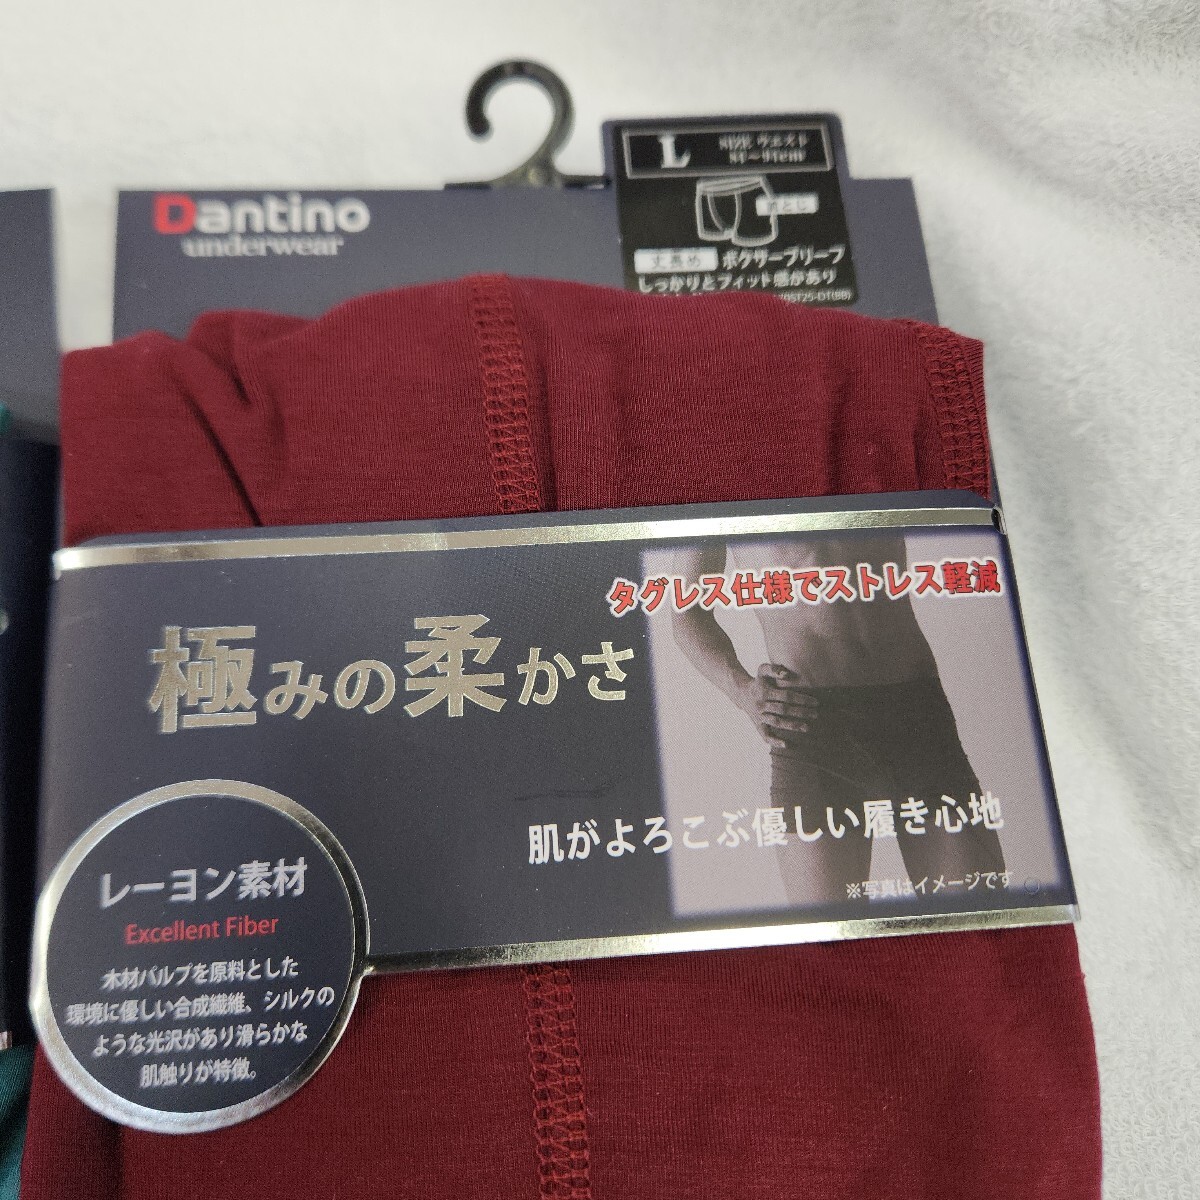 Dantino
underwear
L
SIZE ウエスト
前とじ
丈長め ボクサーブリーフ
しっかりとフィット感があり
タグレス仕様でストレス軽減
極みの柔かさ
肌がよろこぶ優しい履き心地
※写真はイメージです
レーヨン素材
Excellent Fiber
木材パルプを原料とした
環境に優しい合成繊維、シルクの
ような光沢があり滑らかな
肌触りが特徴。